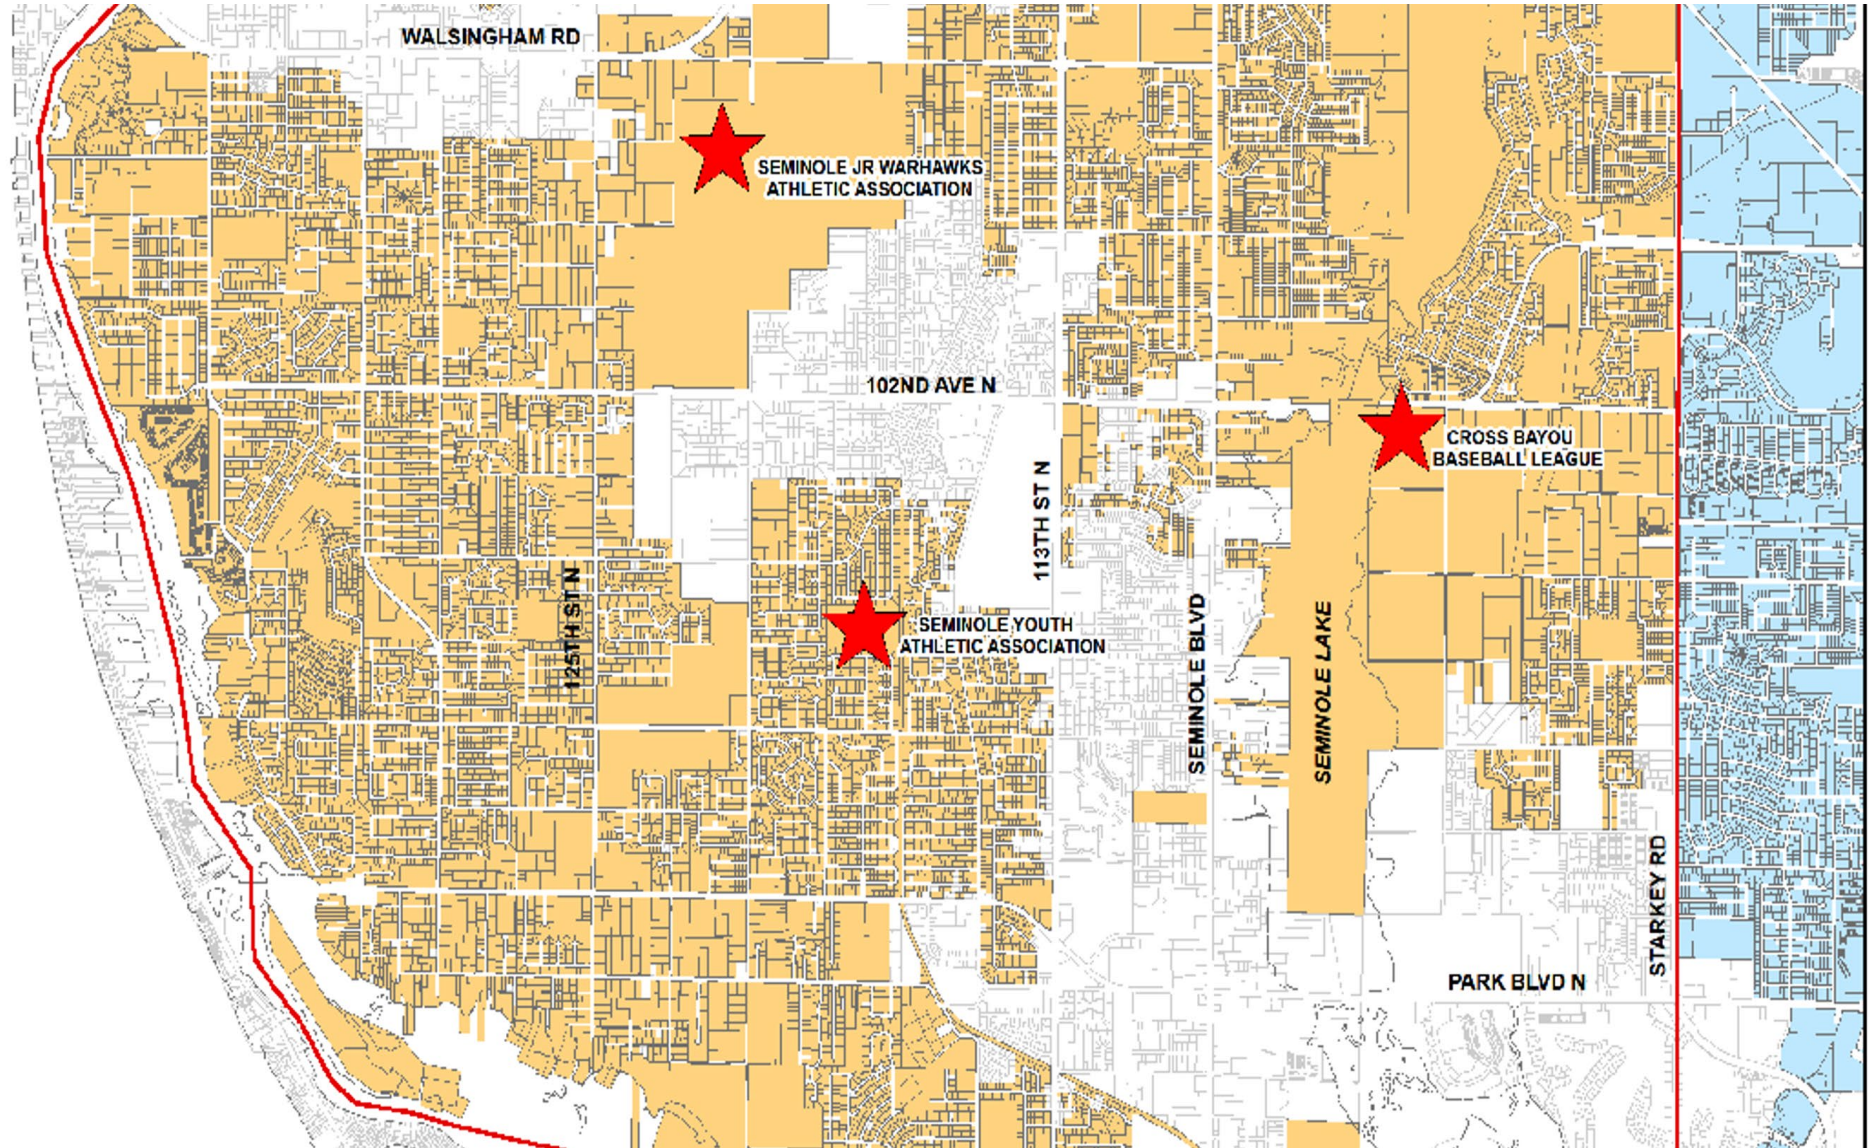 WALSINGHAM RD
SEMINOLE JR WARHAWKS
ATHLETIC ASSOCIATION
102ND AVE N
CROSS BAYOU
BASEBALL LEAGUE
113TH ST N
125TH ST N
SEMINOLE YOUTH
ATHLETIC ASSOCIATION
SEMINOLE BLVD
SEMINOLE LAKE
STARKEY RD
PARK BLVD N